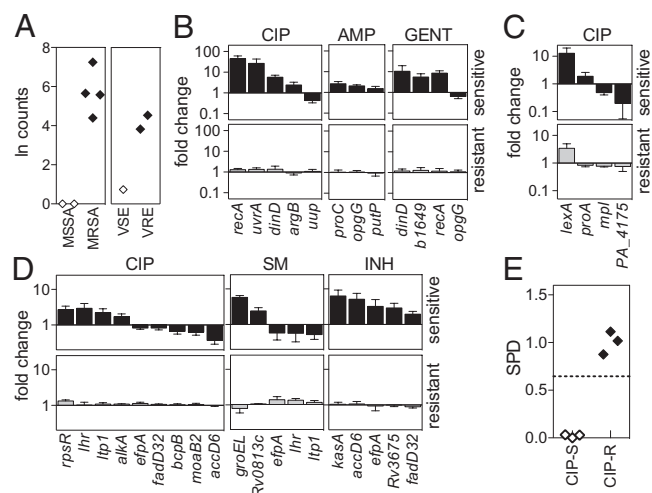 A
ln counts
8
6
4
2
0
MSSA
MRSA
VSE
VRE
B
CIP
AMP
GENT
fold change
100
10
1
0.1
sensitive
100
10
1
0.1
resistant
recA
uvrA
dinD
argB
uup
proC
opgG
putP
dinD
b1649
recA
opgG
C
CIP
fold change
10
1
0.1
sensitive
10
1
0.1
resistant
lexA
proA
mpl
PA_4175
D
CIP
SM
INH
fold change
10
1
sensitive
10
1
resistant
rpsR
lhr
ltp1
alkA
efpA
fadD32
bcpB
moaB2
accD6
groEL
Rv0813c
efpA
lhr
ltp1
kasA
accD6
efpA
Rv3675
fadD32
E
SPD
1.5
1.0
0.5
0.0
CIP-S
CIP-R